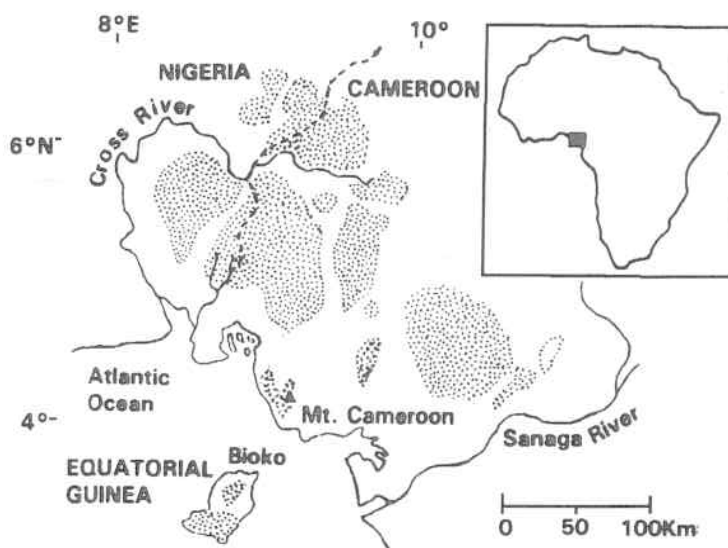 8°E
10°
NIGERIA
CAMEROON
Cross River
6°N
Atlantic
Ocean
4°
Mt. Cameroon
Sanaga River
Bioko
EQUATORIAL
GUINEA
0 50 100Km